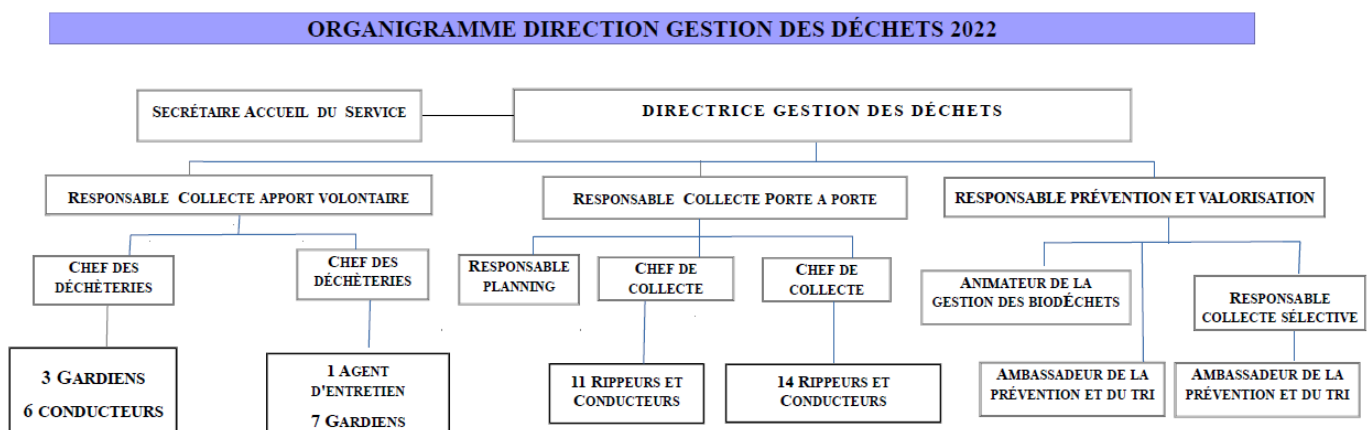 ORGANIGRAMME DIRECTION GESTION DES DÉCHETS 2022
SECRÉTAIRE ACCUEIL DU SERVICE
DIRECTRICE GESTION DES DÉCHETS
RESPONSABLE COLLECTE APPORT VOLONTAIRE
RESPONSABLE COLLECTE PORTE A PORTE
RESPONSABLE PRÉVENTION ET VALORISATION
CHEF DES
DÉCHÈTERIES
CHEF DES
DÉCHÈTERIES
RESPONSABLE
PLANNING
CHEF DE
COLLECTE
CHEF DE
COLLECTE
ANIMATEUR DE LA
GESTION DES BIODÉCHETS
RESPONSABLE
COLLECTE SÉLECTIVE
3 GARDIENS
6 CONDUCTEURS
1 AGENT
D'ENTRETIEN
7 GARDIENS
11 RIPPEURS ET
CONDUCTEURS
14 RIPPEURS ET
CONDUCTEURS
AMBASSADEUR DE LA
PRÉVENTION ET DU TRI
AMBASSADEUR DE LA
PRÉVENTION ET DU TRI